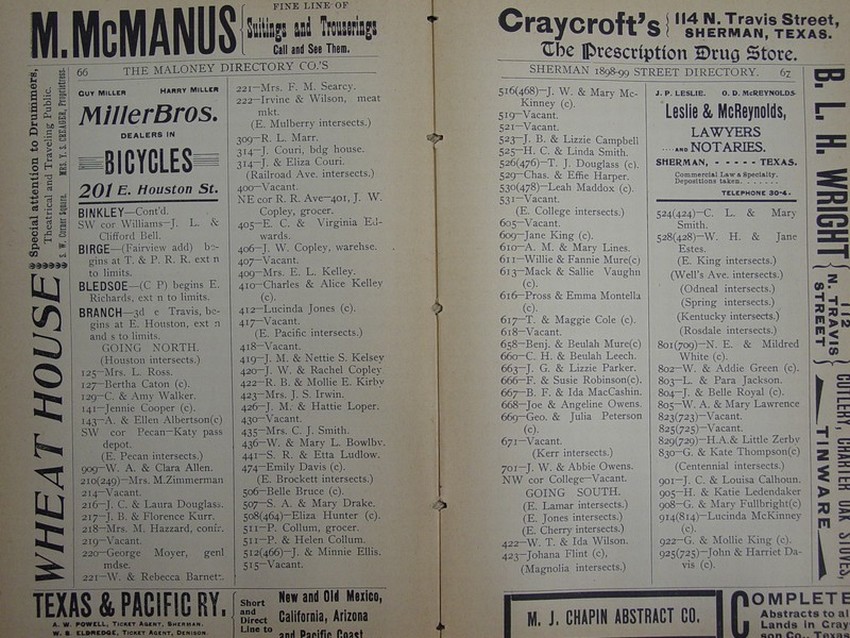 M. McMANUS
FINE LINE OF
Suitings and Trouserings
Call and See Them.
66 THE MALONEY DIRECTORY CO.'S
Special attention to Drummers,
Theatrical and Traveling Public.
S. W. Corner Square. MRS. Y. S. CREAGER, Proprietress.
WHEAT HOUSE
GUY MILLER HARRY MILLER
Miller Bros.
DEALERS IN
BICYCLES
201 E. Houston St.
BINKLEY—Cont'd.
SW cor Williams—J. L. &
Clifford Bell.
BIRGE—(Fairview add) be-
gins at T. & P. R. R. ext n
to limits.
BLEDSOE—(C P) begins E.
Richards, ext n to limits.
BRANCH—3d e Travis, be-
gins at E. Houston, ext n
and s to limits.
GOING NORTH.
(Houston intersects.)
125—Mrs. L. Ross.
127—Bertha Caton (c).
129—C. & Amy Walker.
141—Jennie Cooper (c).
143—A. & Ellen Albertson(c)
SW cor Pecan—Katy pass
depot.
(E. Pecan intersects.)
909—W. A. & Clara Allen.
210(249)—Mrs. M.Zimmerman
214—Vacant.
216—J. C. & Laura Douglass.
217—J. B. & Florence Kurr.
218—Mrs. M. Hazzard, confr.
219—Vacant.
220—George Moyer, genl
mdse.
221—W. & Rebecca Barnett.
221—Mrs. F. M. Searcy.
222—Irvine & Wilson, meat
mkt.
(E. Mulberry intersects.)
309—R. L. Marr.
314—J. Couri, bdg house.
314—J. & Eliza Couri.
(Railroad Ave. intersects.)
400—Vacant.
NE cor R. R. Ave—401, J. W.
Copley, grocer.
405—E. C. & Virginia Ed-
wards.
406—J. W. Copley, warehse.
407—Vacant.
409—Mrs. E. L. Kelley.
410—Charles & Alice Kelley
(c).
412—Lucinda Jones (c).
417—Vacant.
(E. Pacific intersects.)
418—Vacant.
419—J. M. & Nettie S. Kelsey
420—J. W. & Rachel Copley
422—R. B. & Mollie E. Kirby
423—Mrs. J. S. Irwin.
426—J. M. & Hattie Loper.
430—Vacant.
435—Mrs. C. J. Smith.
436—W. & Mary L. Bowlby.
441—S. R. & Etta Ludlow.
474—Emily Davis (c).
(E. Brockett intersects.)
506—Belle Bruce (c).
507—S. A. & Mary Drake.
508(464)—Eliza Hunter (c).
511—P. Collum, grocer.
511—P. & Helen Collum.
512(466)—J. & Minnie Ellis.
515—Vacant.
TEXAS & PACIFIC RY,
A. W. POWELL, TICKET AGENT, SHERMAN.
W. S. ELDREDGE, TICKET AGENT, DENISON.
Short
and
Direct
Line to
New and Old Mexico,
California, Arizona
and Pacific Coast
Craycroft's
114 N. Travis Street,
SHERMAN, TEXAS.
The Prescription Drug Store.
SHERMAN 1898-99 STREET DIRECTORY. 67
516(468)—J. W. & Mary Mc-
Kinney (c).
519—Vacant.
521—Vacant.
523—J. B. & Lizzie Campbell
525—H. C. & Linda Smith.
526(476)—T. J. Douglass (c).
529—Chas. & Effie Harper.
530(478)—Leah Maddox (c).
531—Vacant.
(E. College intersects.)
605—Vacant.
609—Jane King (c).
610—A. M. & Mary Lines.
611—Willie & Fannie Mure(c)
613—Mack & Sallie Vaughn
(c).
616—Pross & Emma Montella
(c).
617—T. & Maggie Cole (c).
618—Vacant.
658—Benj. & Beulah Mure(c)
660—C. H. & Beulah Leech.
663—J. G. & Lizzie Parker.
666—F. & Susie Robinson(c).
667—B. F. & Ida MacCashin.
668—Joe & Angeline Owens.
669—Geo. & Julia Peterson
(c).
671—Vacant.
(Kerr intersects.)
701—J. W. & Abbie Owens.
NW cor College—Vacant.
GOING SOUTH.
(E. Lamar intersects.)
(E. Jones intersects.)
(E. Cherry intersects.)
422—W. T. & Ida Wilson.
423—Johana Flint (c),
(Magnolia intersects.)
J. P. LESLIE. O. D. McREYNOLDS.
Leslie & McReynolds,
LAWYERS
....AND NOTARIES.
SHERMAN, - - - - - TEXAS.
Commercial Law a Specialty.
Depositions taken. . . . . . .
TELEPHONE 30-4.
524(424)—C. L. & Mary
Smith.
528(428)—W. H. & Jane
Estes.
(E. King intersects.)
(Well's Ave. intersects.)
(Odneal intersects.)
(Spring intersects.)
(Kentucky intersects.)
(Rosdale intersects.)
801(709)—N. E. & Mildred
White (c).
802—W. & Addie Green (c).
803—L. & Para Jackson.
804—J. & Belle Royal (c).
805—W. A. & Mary Lawrence
823(723)—Vacant.
825(725)—Vacant.
829(729)—H.A.& Little Zerby
830—G. & Kate Thompson(c)
(Centennial intersects.)
901—J. C. & Louisa Calhoun.
905—H. & Katie Ledendaker
908—G. & Mary Fullbright(c)
914(814)—Lucinda McKinney
(c).
922—G. & Mollie King (c).
925(725)—John & Harriet Da-
vis (c).
B. L. H. WRIGHT
112
N. TRAVIS
STREET
CUTLERY, CHARTER OAK STOVES,
TINWARE
M. J. CHAPIN ABSTRACT CO.
COMPLETE
Abstracts to al
Lands in Gray
son Co., Texa